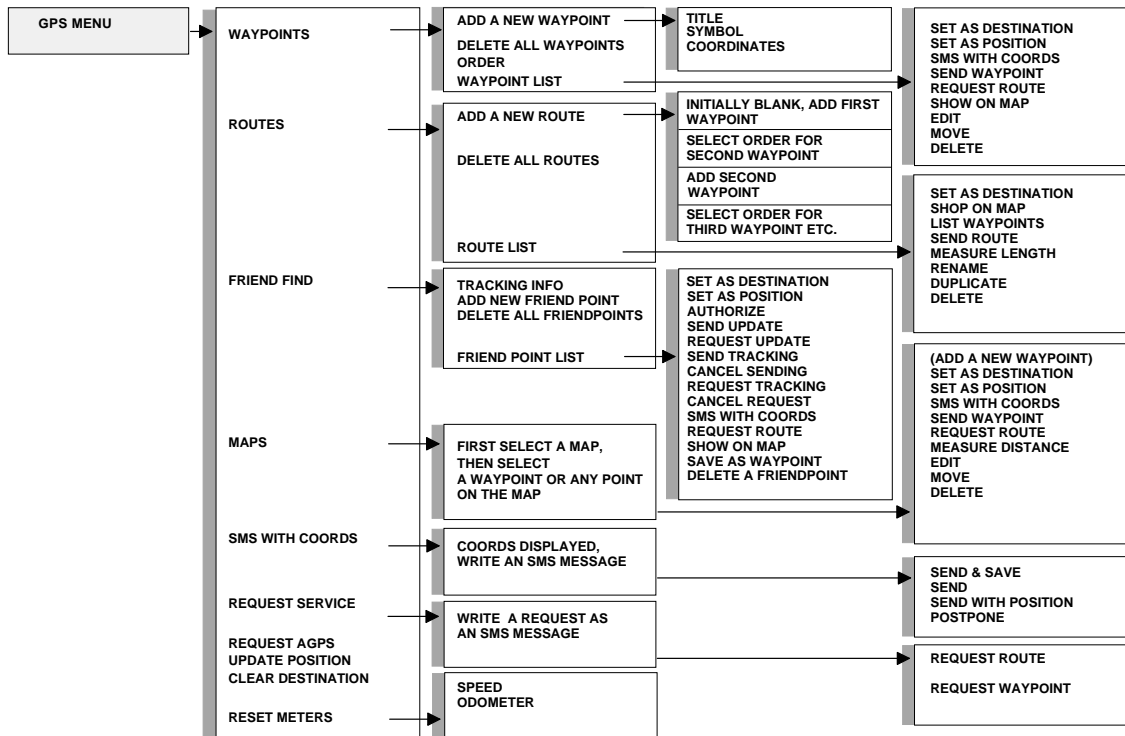 GPS MENU
WAYPOINTS
ROUTES
FRIEND FIND
MAPS
SMS WITH COORDS
REQUEST SERVICE
REQUEST AGPS
UPDATE POSITION
CLEAR DESTINATION
RESET METERS
ADD A NEW WAYPOINT
DELETE ALL WAYPOINTS
ORDER
WAYPOINT LIST
ADD A NEW ROUTE
DELETE ALL ROUTES
ROUTE LIST
TRACKING INFO
ADD NEW FRIEND POINT
DELETE ALL FRIENDPOINTS
FRIEND POINT LIST
FIRST SELECT A MAP,
THEN SELECT
A WAYPOINT OR ANY POINT
ON THE MAP
COORDS DISPLAYED,
WRITE AN SMS MESSAGE
WRITE A REQUEST AS
AN SMS MESSAGE
SPEED
ODOMETER
TITLE
SYMBOL
COORDINATES
INITIALLY BLANK, ADD FIRST
WAYPOINT
SELECT ORDER FOR
SECOND WAYPOINT
ADD SECOND
WAYPOINT
SELECT ORDER FOR
THIRD WAYPOINT ETC.
SET AS DESTINATION
SET AS POSITION
AUTHORIZE
SEND UPDATE
REQUEST UPDATE
SEND TRACKING
CANCEL SENDING
REQUEST TRACKING
CANCEL REQUEST
SMS WITH COORDS
REQUEST ROUTE
SHOW ON MAP
SAVE AS WAYPOINT
DELETE A FRIENDPOINT
SET AS DESTINATION
SET AS POSITION
SMS WITH COORDS
SEND WAYPOINT
REQUEST ROUTE
SHOW ON MAP
EDIT
MOVE
DELETE
SET AS DESTINATION
SHOP ON MAP
LIST WAYPOINTS
SEND ROUTE
MEASURE LENGTH
RENAME
DUPLICATE
DELETE
(ADD A NEW WAYPOINT)
SET AS DESTINATION
SET AS POSITION
SMS WITH COORDS
SEND WAYPOINT
REQUEST ROUTE
MEASURE DISTANCE
EDIT
MOVE
DELETE
SEND & SAVE
SEND
SEND WITH POSITION
POSTPONE
REQUEST ROUTE
REQUEST WAYPOINT